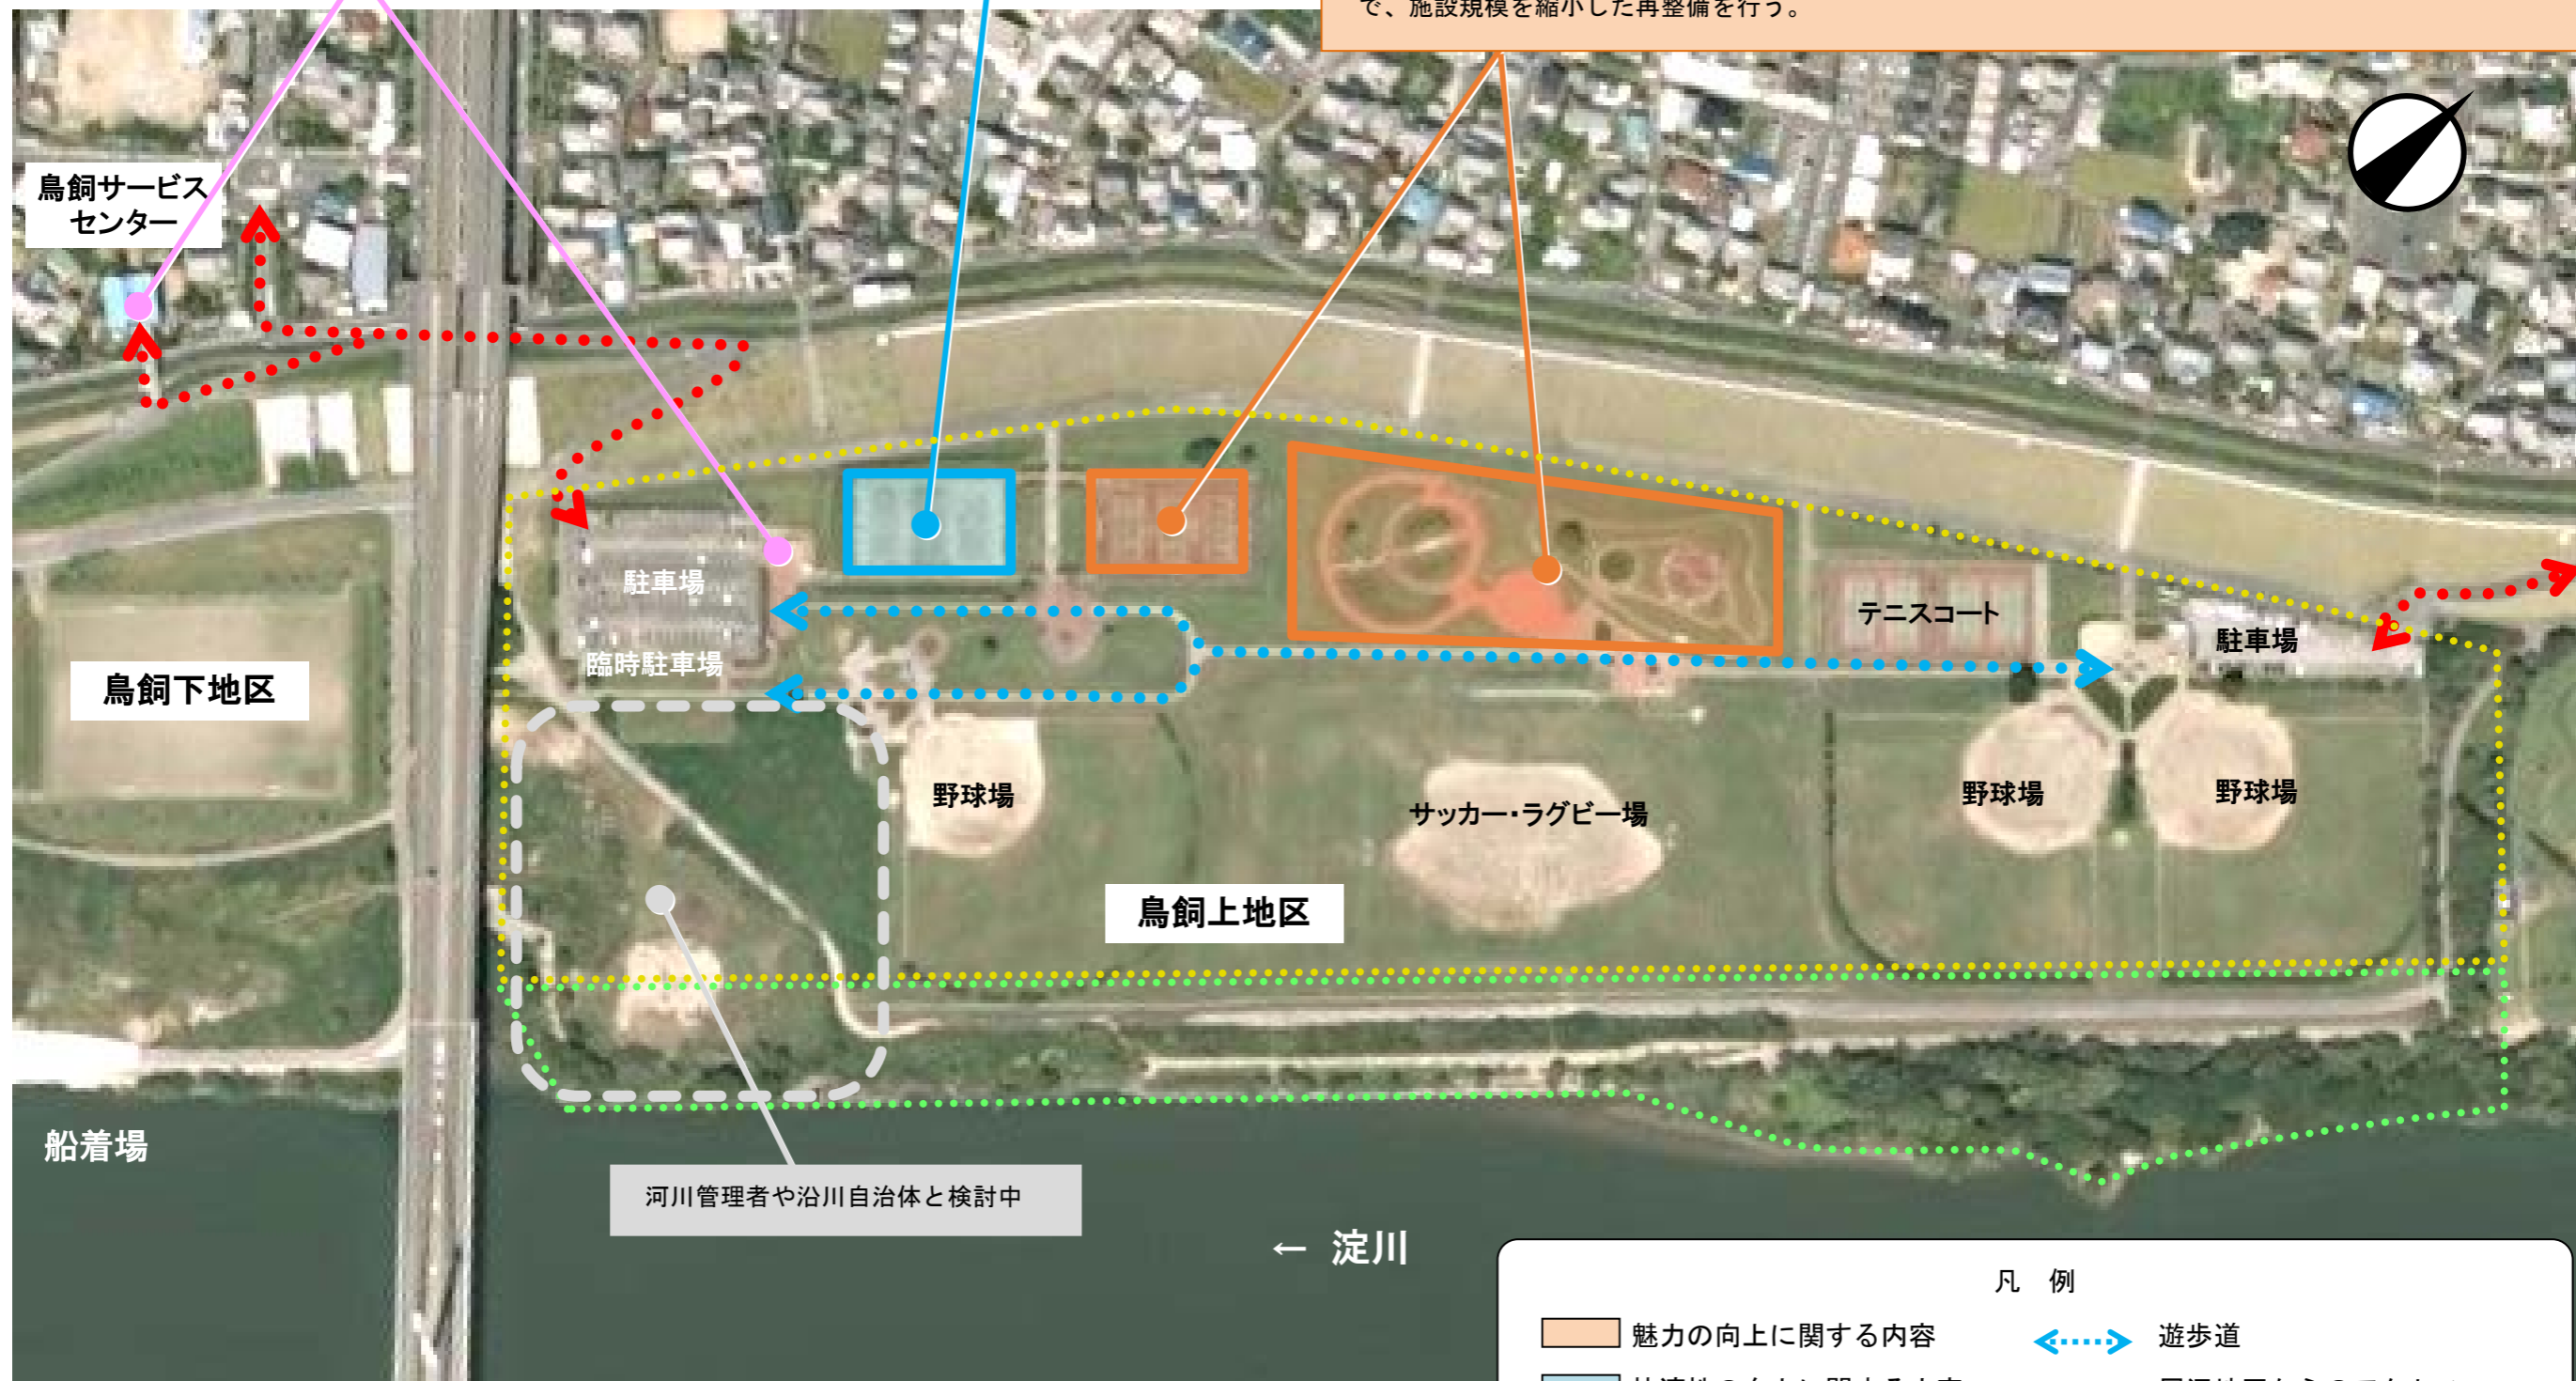 で、施設規模を縮小した再整備を行う。
鳥飼サービス
センター
駐車場
臨時駐車場
テニスコート
駐車場
鳥飼下地区
野球場
サッカー・ラグビー場
野球場
野球場
鳥飼上地区
船着場
河川管理者や沿川自治体と検討中
← 淀川
凡 例
魅力の向上に関する内容
遊歩道